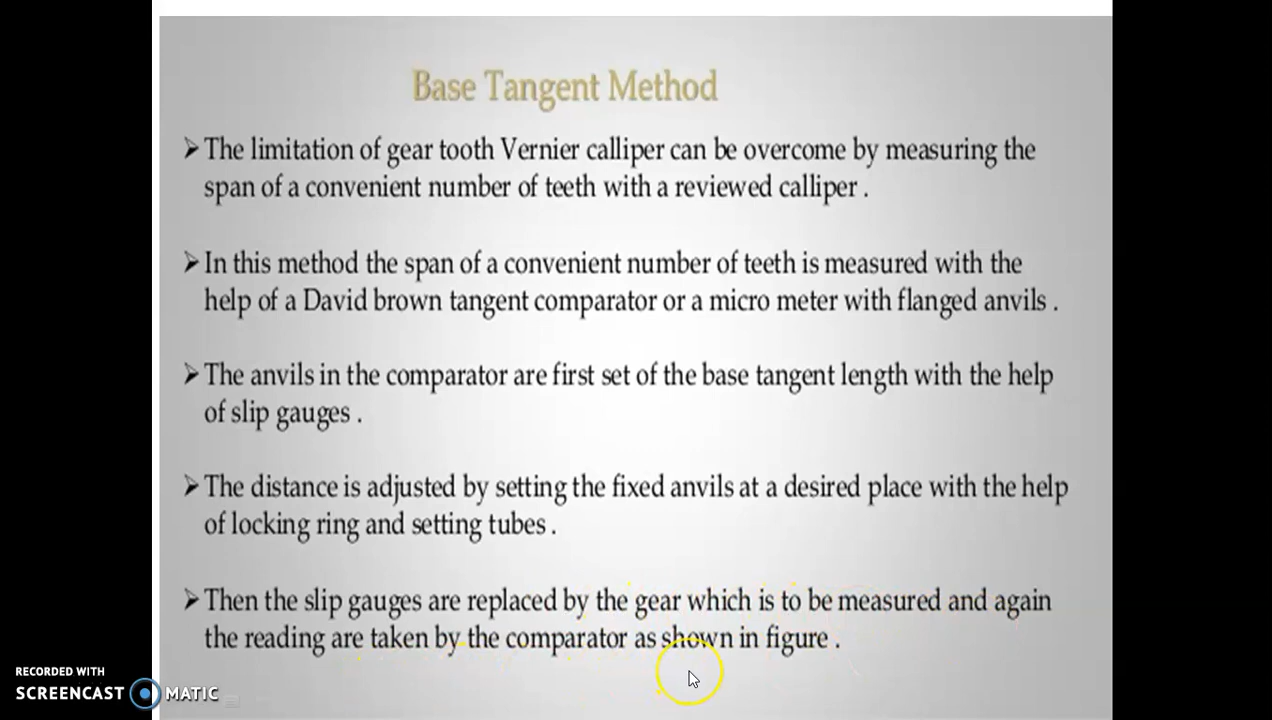 Base Tangent Method
➢The limitation of gear tooth Vernier calliper can be overcome by measuring the
span of a convenient number of teeth with a reviewed calliper .
➢In this method the span of a convenient number of teeth is measured with the
help of a David brown tangent comparator or a micro meter with flanged anvils .
➢The anvils in the comparator are first set of the base tangent length with the help
of slip gauges .
➢The distance is adjusted by setting the fixed anvils at a desired place with the help
of locking ring and setting tubes .
➢Then the slip gauges are replaced by the gear which is to be measured and again
the reading are taken by the comparator as shown in figure .
RECORDED WITH
SCREENCAST MATIC